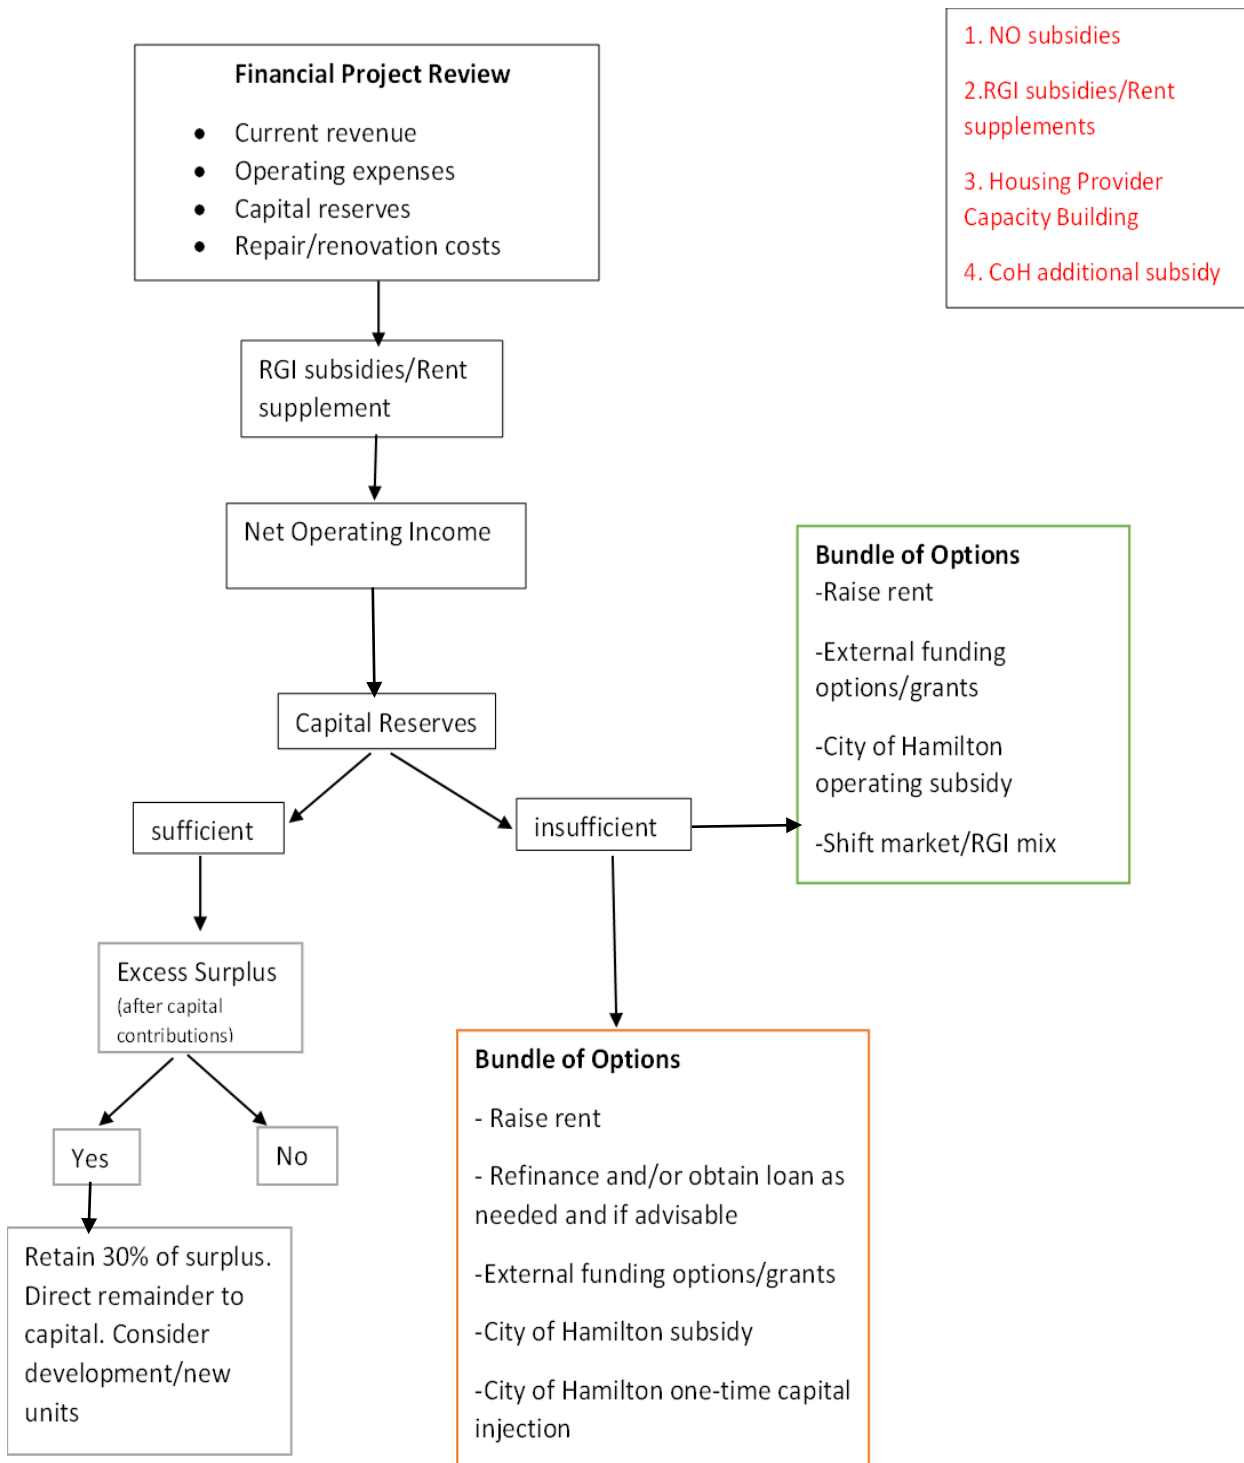 Financial Project Review
• Current revenue
• Operating expenses
• Capital reserves
• Repair/renovation costs
1. NO subsidies
2.RGI subsidies/Rent
supplements
3. Housing Provider
Capacity Building
4. CoH additional subsidy
RGI subsidies/Rent
supplement
Net Operating Income
Capital Reserves
sufficient
insufficient
Bundle of Options
-Raise rent
-External funding
options/grants
-City of Hamilton
operating subsidy
-Shift market/RGI mix
Excess Surplus
(after capital
contributions)
Yes
No
Retain 30% of surplus.
Direct remainder to
capital. Consider
development/new
units
Bundle of Options
- Raise rent
- Refinance and/or obtain loan as
needed and if advisable
-External funding options/grants
-City of Hamilton subsidy
-City of Hamilton one-time capital
injection